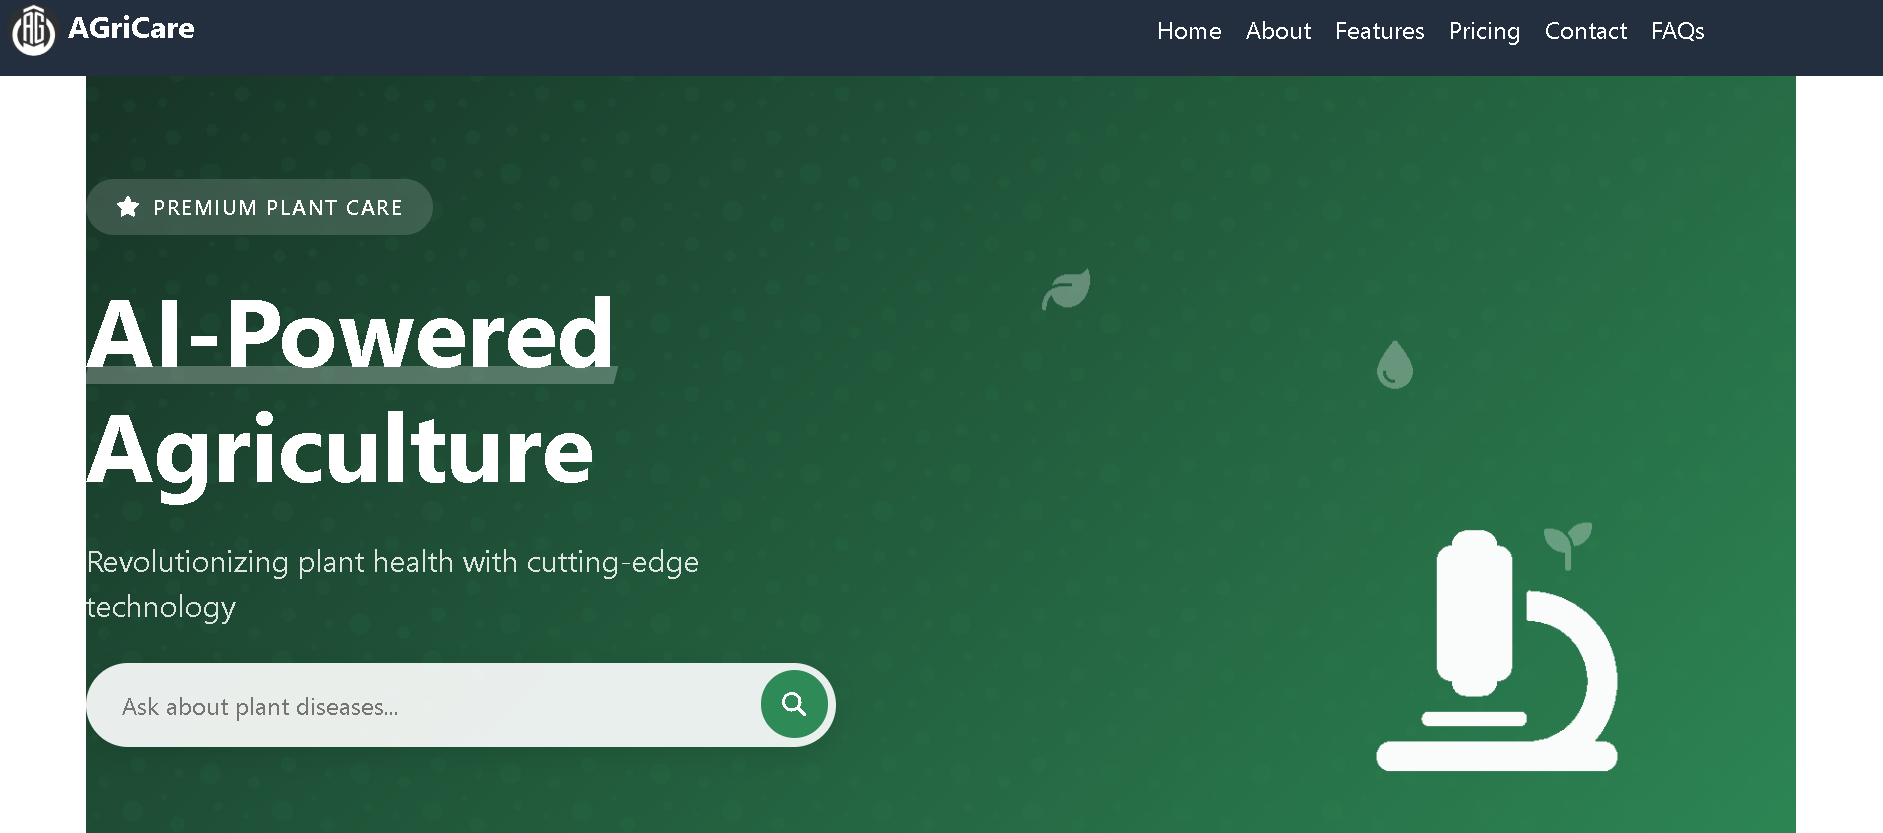 AG
AGriCare
Home About Features Pricing Contact FAQs
PREMIUM PLANT CARE
AI-Powered
Agriculture
Revolutionizing plant health with cutting-edge
technology
Ask about plant diseases...